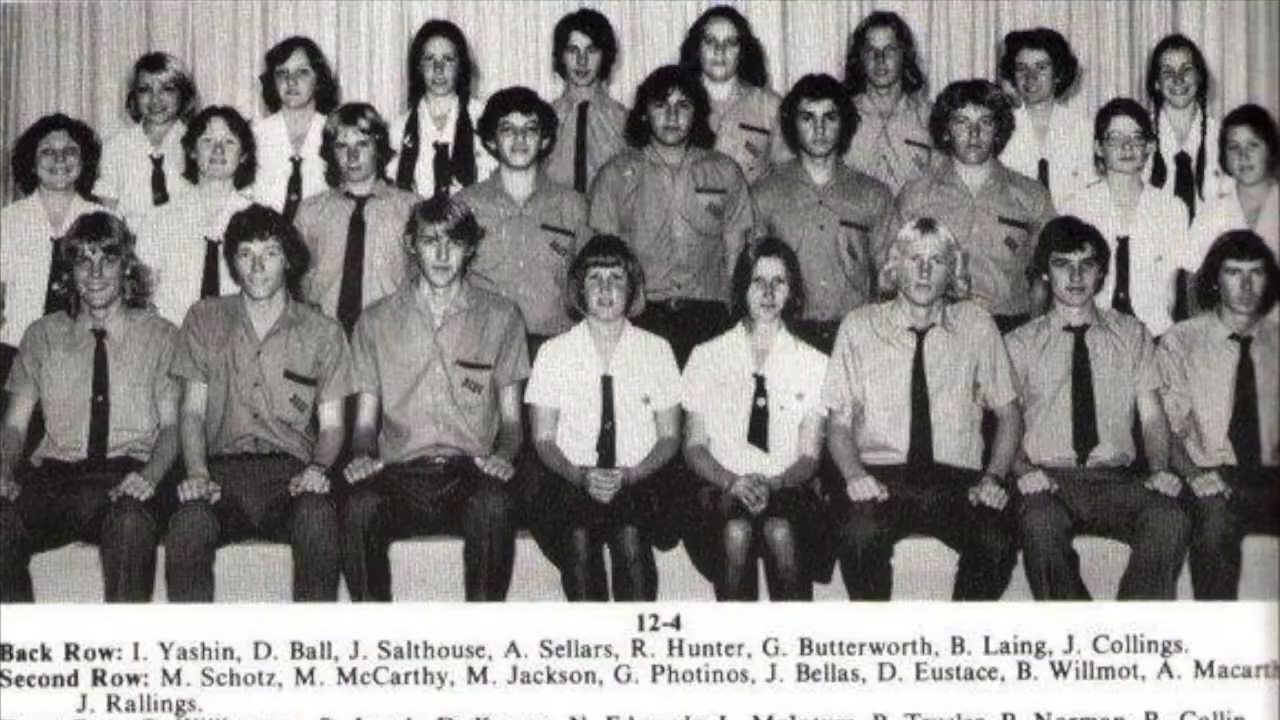 12-4
Back Row: I. Yashin, D. Ball, J. Salthouse, A. Sellars, R. Hunter, G. Butterworth, B. Laing, J. Collings.
Second Row: M. Schotz, M. McCarthy, M. Jackson, G. Photinos, J. Bellas, D. Eustace, B. Willmot, A. Macarth
J. Rallings.